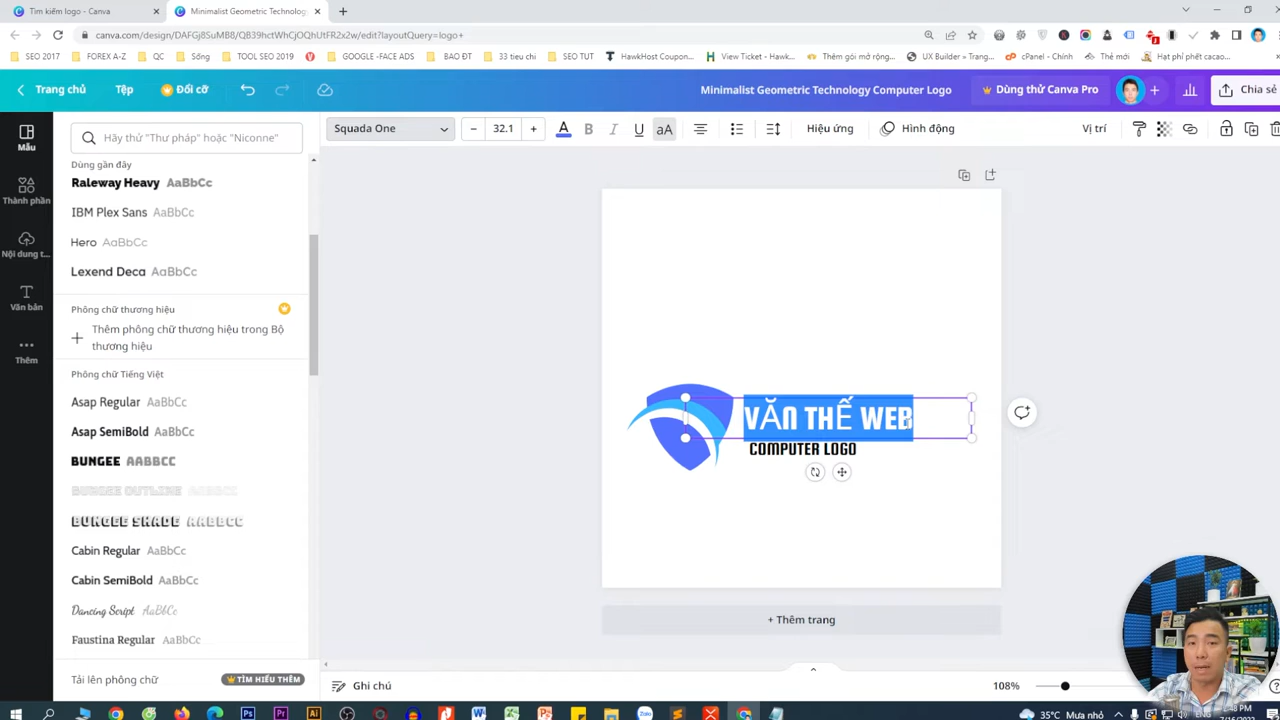 Tìm kiếm logo - Canva
Minimalist Geometric Technology
canva.com/design/DAFGj8SuMB8/QB39hctWhCjOQhUtFR2x2w/edit?layoutQuery=logo+
SEO 2017
FOREX A-Z
QC
Sống
TOOL SEO 2019
GOOGLE -FACE ADS
BAO ĐT
33 tieu chi
SEO TUT
HawkHost Coupon...
View Ticket - Hawk...
Thêm gói mở rộng...
UX Builder » Trang...
cPanel - Chính
Thẻ mới
Hạt phỉ phết cacao...
Trang chủ
Tệp
Đổi cỡ
Minimalist Geometric Technology Computer Logo
Dùng thử Canva Pro
Chia sẻ
Squada One
32.1
A
B
I
U
aA
Hiệu ứng
Hình động
Vị trí
Mẫu
Thành phần
Nội dung t...
Văn bản
Thêm
Hãy thử "Thư pháp" hoặc "Niconne"
Dùng gần đây
Raleway Heavy AaBbCc
IBM Plex Sans AaBbCc
Hero AaBbCc
Lexend Deca AaBbCc
Phông chữ thương hiệu
Thêm phông chữ thương hiệu trong Bộ
thương hiệu
Phông chữ Tiếng Việt
Asap Regular AaBbCc
Asap SemiBold AaBbCc
BUNGEE AABBCC
BUNGEE OUTLINE AABBCC
BUNGEE SHADE AABBCC
Cabin Regular AaBbCc
Cabin SemiBold AaBbCc
Dancing Script AaBbCc
Faustina Regular AaBbCc
Tải lên phông chữ
TÌM HIỂU THÊM
VĂN THẾ WEB
COMPUTER LOGO
+ Thêm trang
Ghi chú
108%
35°C Mưa nhỏ